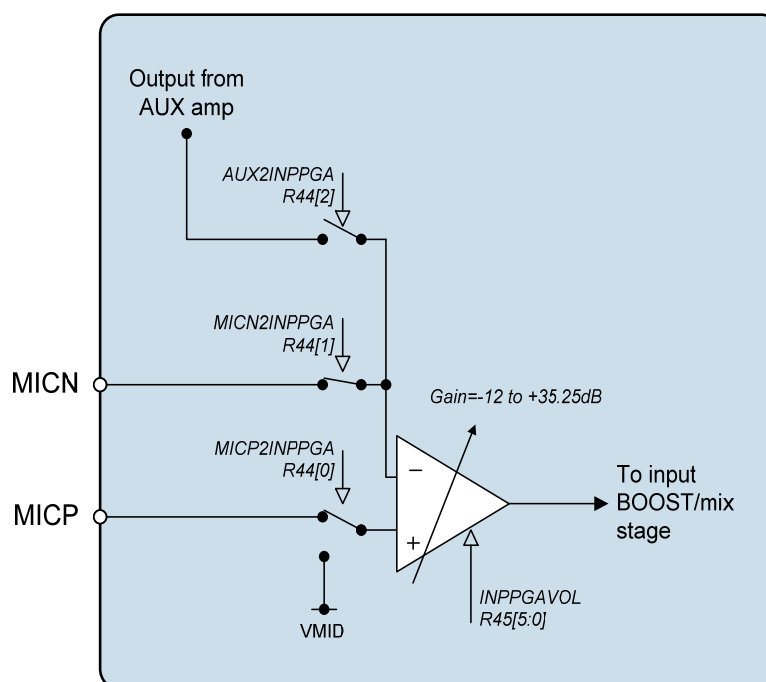 Output from
AUX amp
AUX2INPPGA
R44[2]
MICN2INPPGA
R44[1]
MICN
Gain=-12 to +35.25dB
MICP2INPPGA
R44[0]
MICP
−
+
To input
BOOST/mix
stage
INPPGAVOL
R45[5:0]
VMID